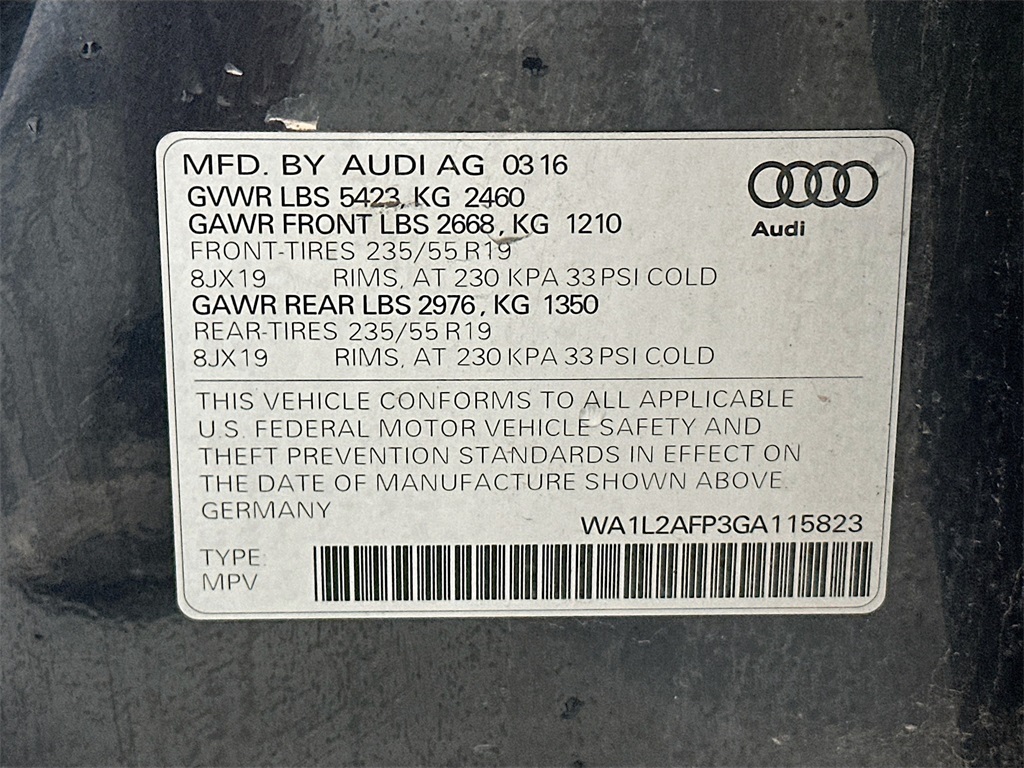 MFD. BY AUDI AG 03 16
GVWR LBS 5423, KG 2460
GAWR FRONT LBS 2668, KG 1210
FRONT-TIRES 235/55 R19
8JX19 RIMS, AT 230 KPA 33 PSI COLD
GAWR REAR LBS 2976, KG 1350
REAR-TIRES 235/55 R19
8JX19 RIMS, AT 230 KPA 33 PSI COLD
Audi
THIS VEHICLE CONFORMS TO ALL APPLICABLE
U.S. FEDERAL MOTOR VEHICLE SAFETY AND
THEFT PREVENTION STANDARDS IN EFFECT ON
THE DATE OF MANUFACTURE SHOWN ABOVE.
GERMANY
WA1L2AFP3GA115823
TYPE:
MPV